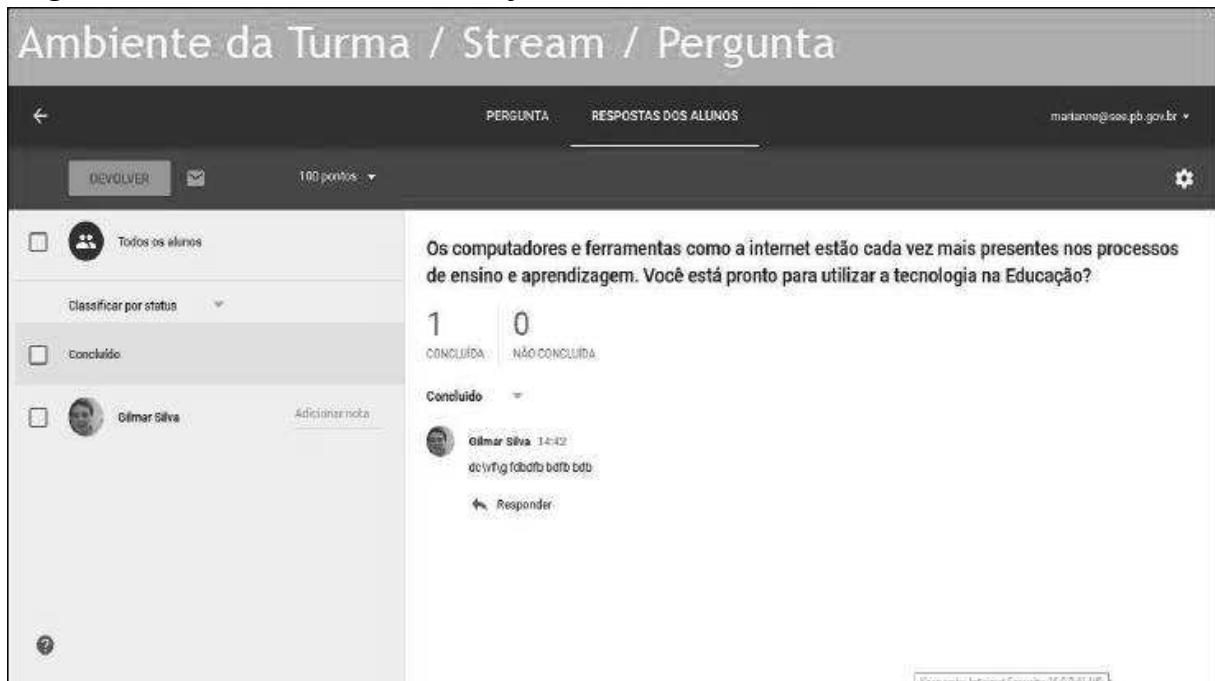 Ambiente da Turma / Stream / Pergunta
PERGUNTA RESPOSTAS DOS ALUNOS marianne@see.pb.gov.br
DEVOLVER 100 pontos
Todos os alunos
Os computadores e ferramentas como a internet estão cada vez mais presentes nos processos
de ensino e aprendizagem. Você está pronto para utilizar a tecnologia na Educação?
Classificar por status
1 0
CONCLUÍDA NÃO CONCLUÍDA
Concluído
Concluído
Gilmar Silva Adicionar nota
Gilmar Silva 14:42
bdfb bdb
Responder